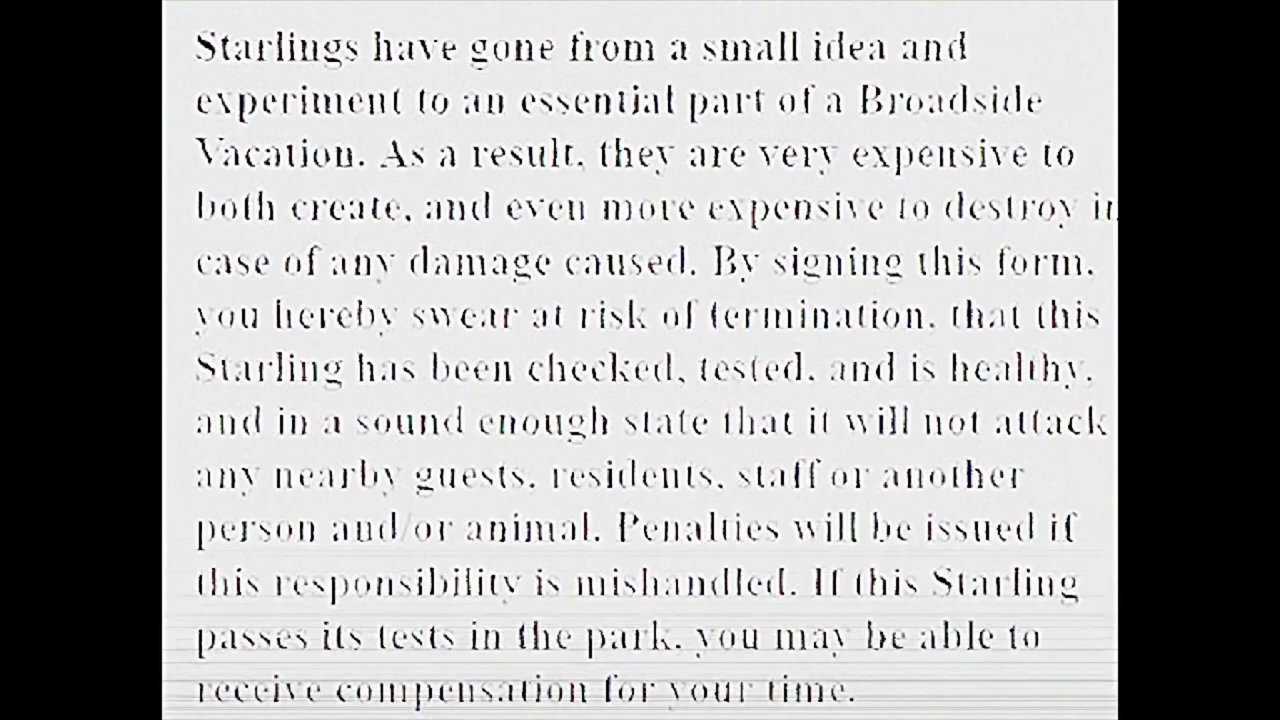 Starlings have gone from a small idea and
experiment to an essential part of a Broadside
Vacation. As a result, they are very expensive to
both create, and even more expensive to destroy in
case of any damage caused. By signing this form,
you hereby swear at risk of termination, that this
Starling has been checked, tested, and is healthy,
and in a sound enough state that it will not attack
any nearby guests, residents, staff or another
person and/or animal. Penalties will be issued if
this responsibility is mishandled. If this Starling
passes its tests in the park, you may be able to
receive compensation for your time.